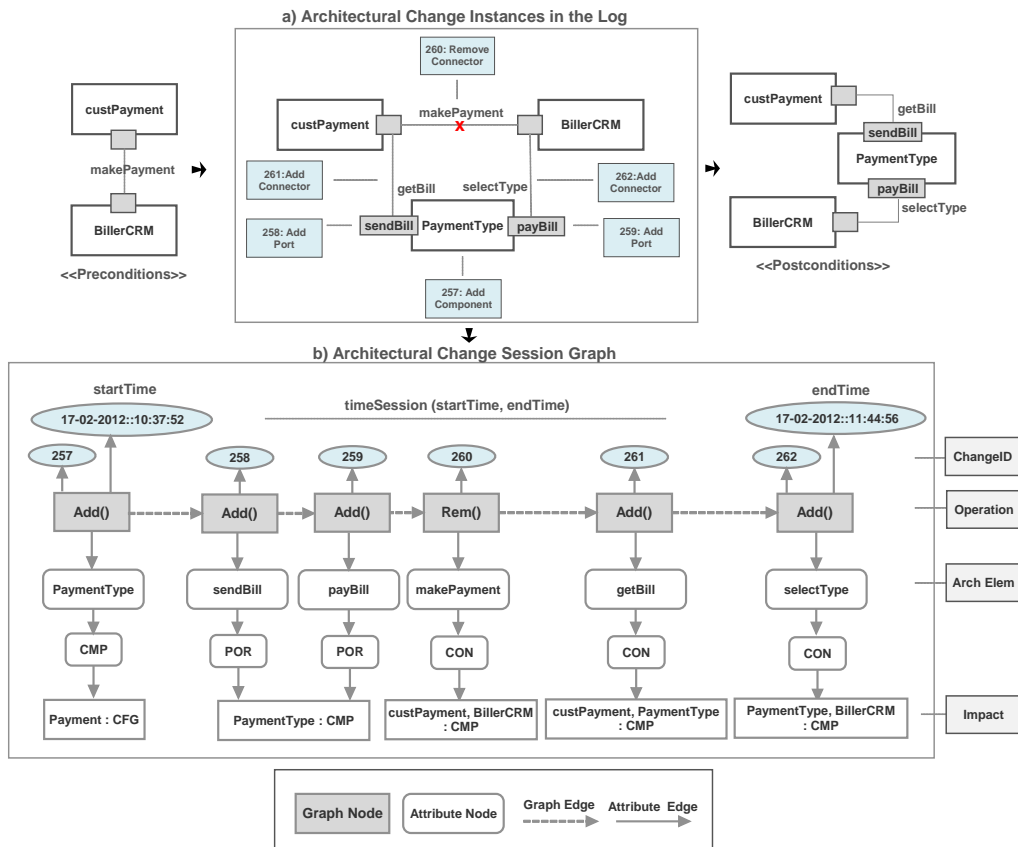 a) Architectural Change Instances in the Log
260: Remove
Connector
custPayment
makePayment
BillerCRM
<<Preconditions>>
custPayment
makePayment
x
BillerCRM
261:Add
Connector
getBill
selectType
262:Add
Connector
258: Add
Port
sendBill
PaymentType
payBill
259: Add
Port
257: Add
Component
custPayment
getBill
sendBill
PaymentType
payBill
selectType
BillerCRM
<<Postconditions>>
b) Architectural Change Session Graph
startTime
17-02-2012::10:37:52
timeSession (startTime, endTime)
endTime
17-02-2012::11:44:56
257
258
259
260
261
262
ChangeID
Add()
Add()
Add()
Rem()
Add()
Add()
Operation
PaymentType
sendBill
payBill
makePayment
getBill
selectType
Arch Elem
CMP
POR
POR
CON
CON
CON
Payment : CFG
PaymentType : CMP
custPayment, BillerCRM
: CMP
custPayment, PaymentType
: CMP
PaymentType, BillerCRM
: CMP
Impact
Graph Node
Attribute Node
Graph Edge
Attribute Edge